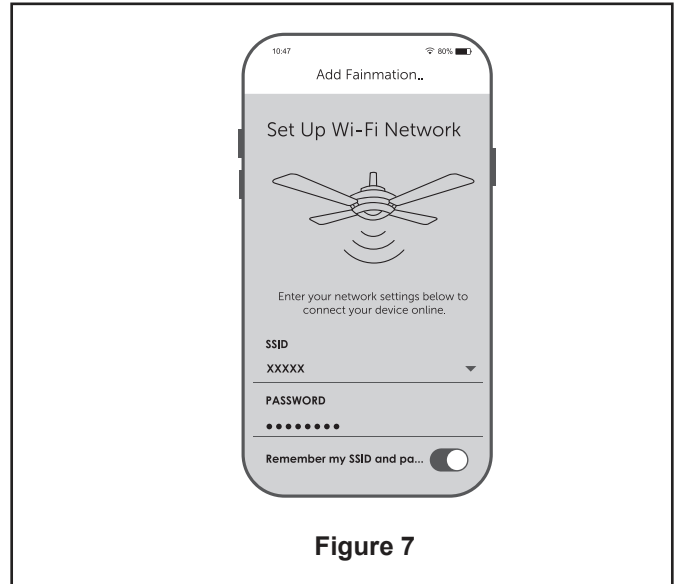 10:47 80%
Add Fainmation..
Set Up Wi-Fi Network
Enter your network settings below to
connect your device online.
SSID
XXXXX
PASSWORD
••••••••
Remember my SSID and pa...
Figure 7